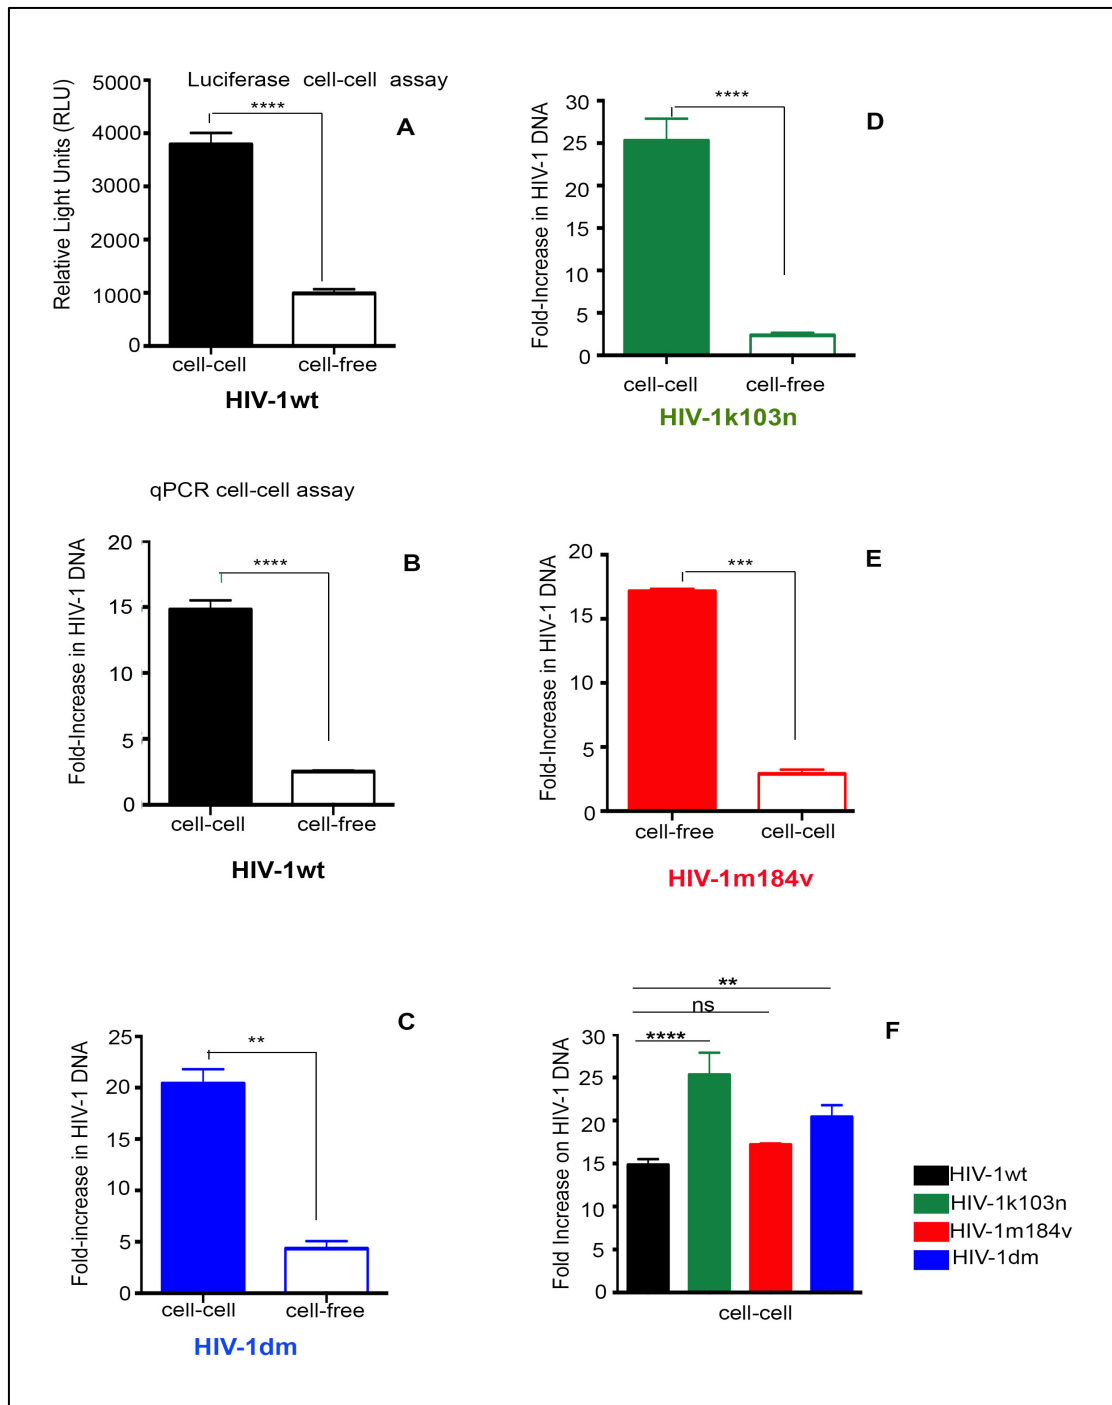 Luciferase cell-cell assay
A
Relative Light Units (RLU)
5000
4000
3000
2000
1000
0
****
cell-cell
cell-free
HIV-1wt
D
Fold-Increase in HIV-1 DNA
30
25
20
15
10
5
0
****
cell-cell
cell-free
HIV-1k103n
qPCR cell-cell assay
B
Fold-Increase in HIV-1 DNA
20
15
10
5
0
****
cell-cell
cell-free
HIV-1wt
E
Fold-Increase in HIV-1 DNA
20
15
10
5
0
***
cell-free
cell-cell
HIV-1m184v
C
Fold-increase in HIV-1 DNA
25
20
15
10
5
0
**
cell-cell
cell-free
HIV-1dm
F
Fold Increase on HIV-1 DNA
30
25
20
15
10
5
0
**
ns
****
cell-cell
HIV-1wt
HIV-1k103n
HIV-1m184v
HIV-1dm